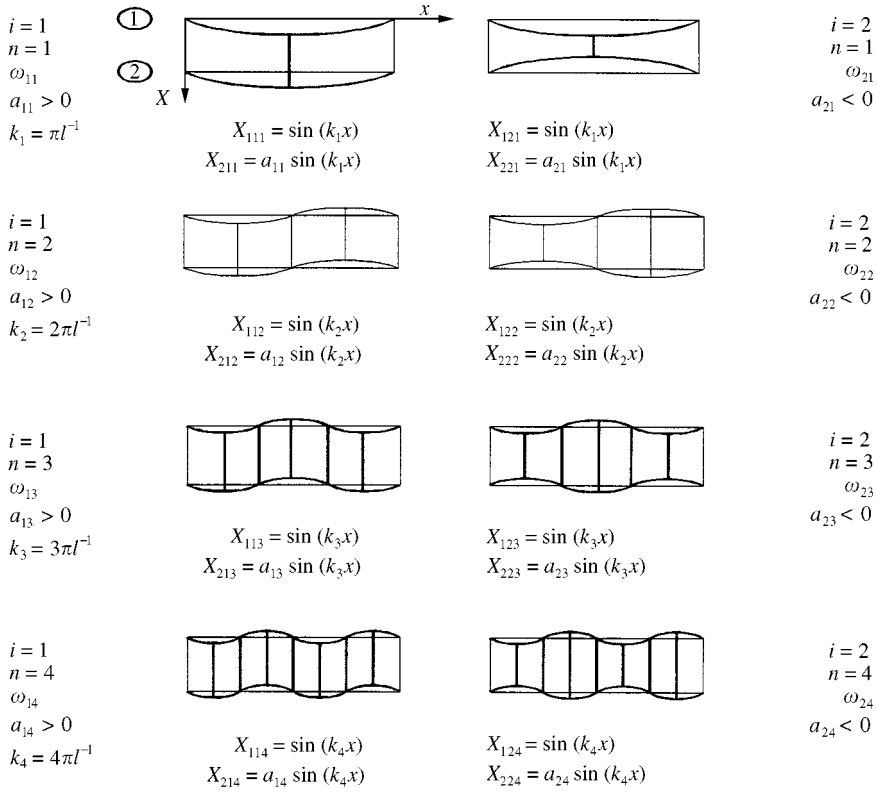 x
i = 1
n = 1
ω₁₁
a₁₁ > 0
k₁ = πl⁻¹
1
2
X
X₁₁₁ = sin (k₁x)
X₂₁₁ = a₁₁ sin (k₁x)
X₁₂₁ = sin (k₁x)
X₂₂₁ = a₂₁ sin (k₁x)
i = 2
n = 1
ω₂₁
a₂₁ < 0
i = 1
n = 2
ω₁₂
a₁₂ > 0
k₂ = 2πl⁻¹
X₁₁₂ = sin (k₂x)
X₂₁₂ = a₁₂ sin (k₂x)
X₁₂₂ = sin (k₂x)
X₂₂₂ = a₂₂ sin (k₂x)
i = 2
n = 2
ω₂₂
a₂₂ < 0
i = 1
n = 3
ω₁₃
a₁₃ > 0
k₃ = 3πl⁻¹
X₁₁₃ = sin (k₃x)
X₂₁₃ = a₁₃ sin (k₃x)
X₁₂₃ = sin (k₃x)
X₂₂₃ = a₂₃ sin (k₃x)
i = 2
n = 3
ω₂₃
a₂₃ < 0
i = 1
n = 4
ω₁₄
a₁₄ > 0
k₄ = 4πl⁻¹
X₁₁₄ = sin (k₄x)
X₂₁₄ = a₁₄ sin (k₄x)
X₁₂₄ = sin (k₄x)
X₂₂₄ = a₂₄ sin (k₄x)
i = 2
n = 4
ω₂₄
a₂₄ < 0